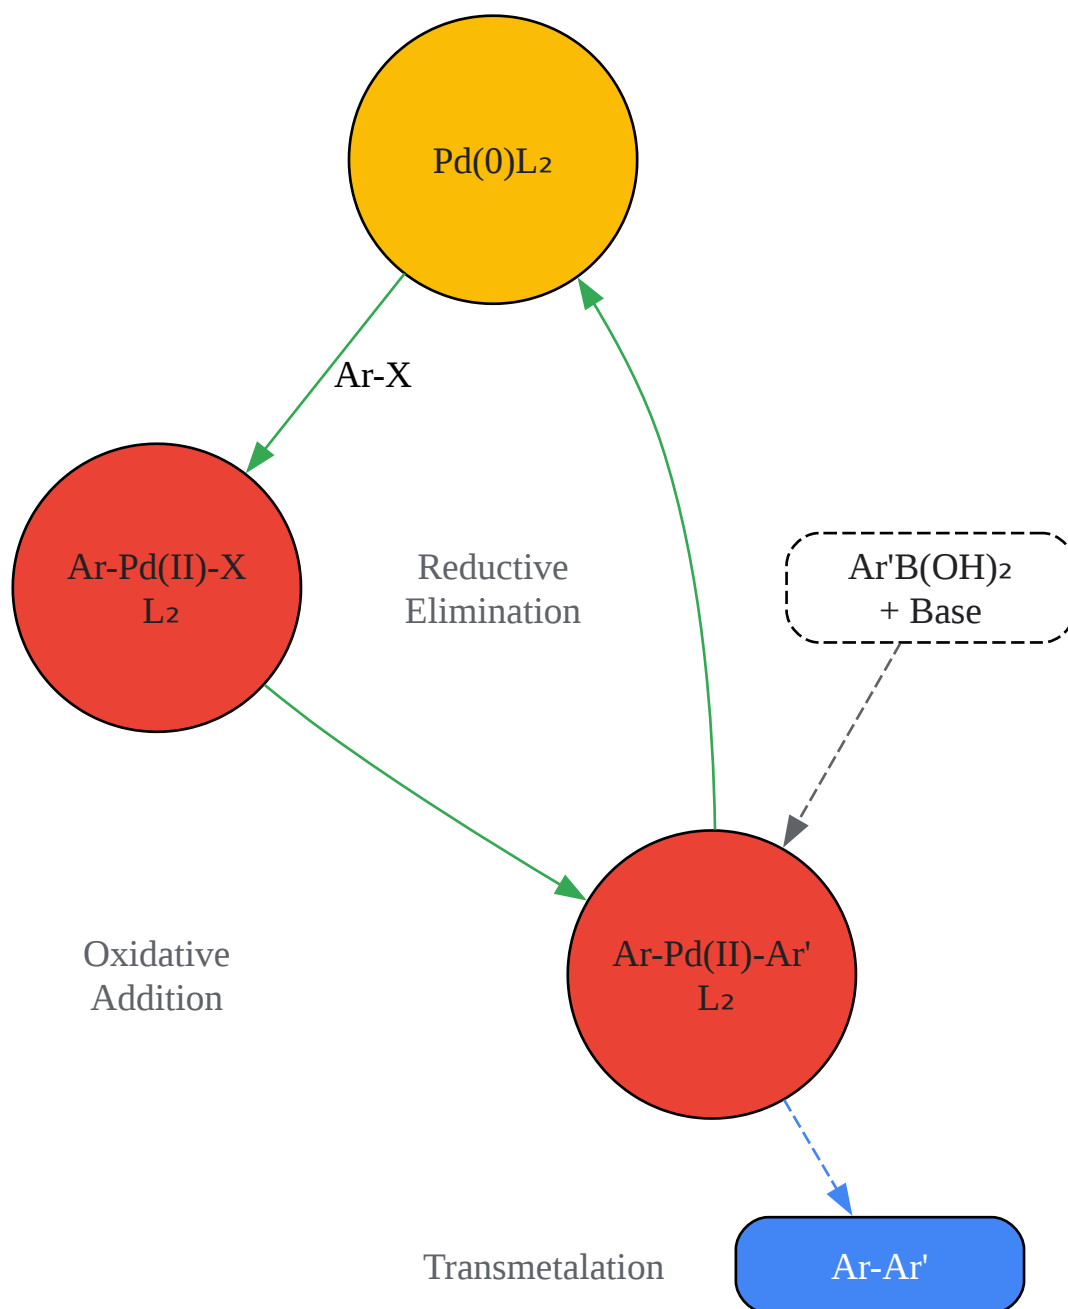 Pd(0)L₂
Ar-X
Ar-Pd(II)-X
L₂
Reductive
Elimination
Ar'B(OH)₂
+ Base
Oxidative
Addition
Ar-Pd(II)-Ar'
L₂
Transmetalation
Ar-Ar'